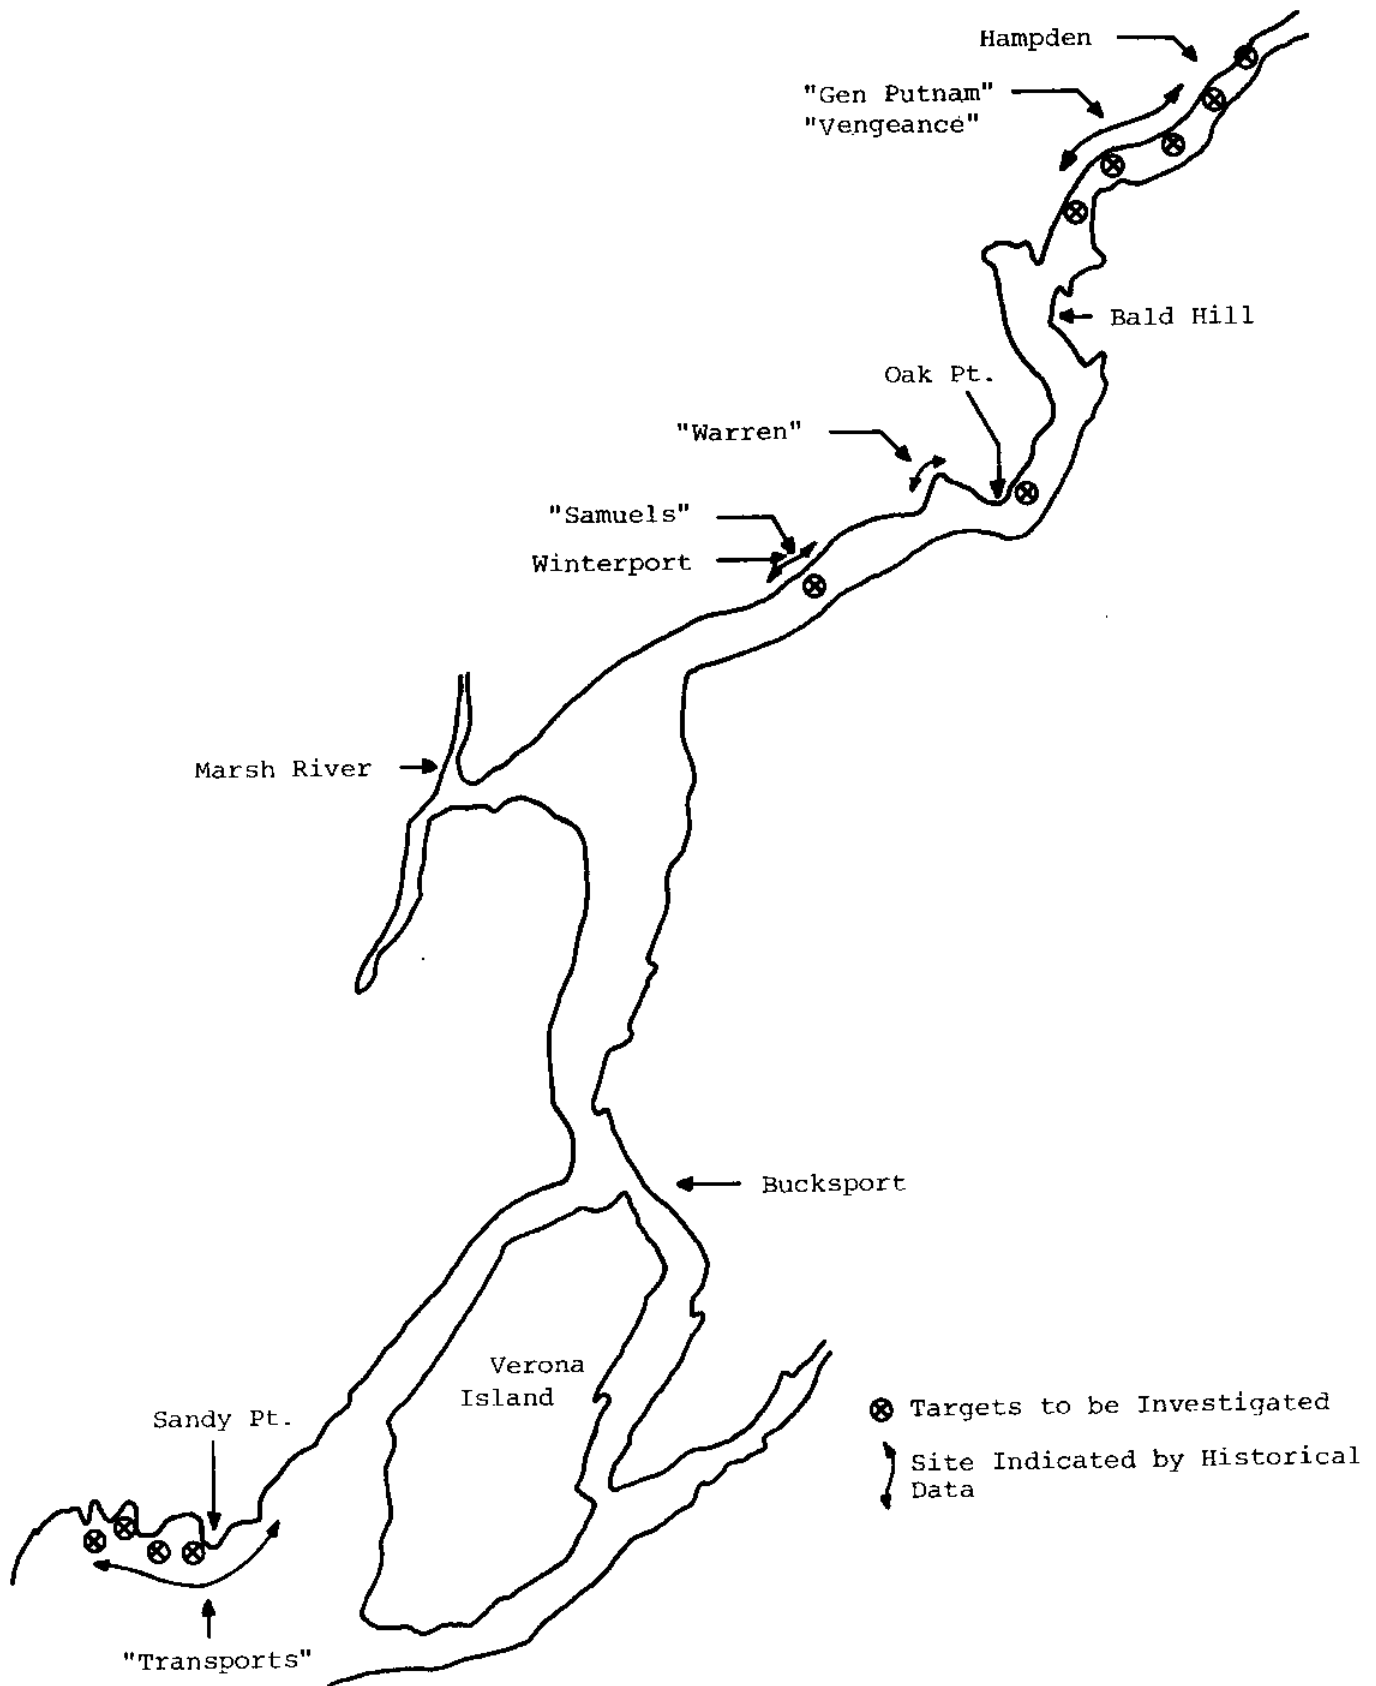 Hampden
"Gen Putnam"
"Vengeance"
Bald Hill
Oak Pt.
"Warren"
"Samuels"
Winterport
Marsh River
Bucksport
Verona
Island
Sandy Pt.
Targets to be Investigated
Site Indicated by Historical
Data
"Transports"